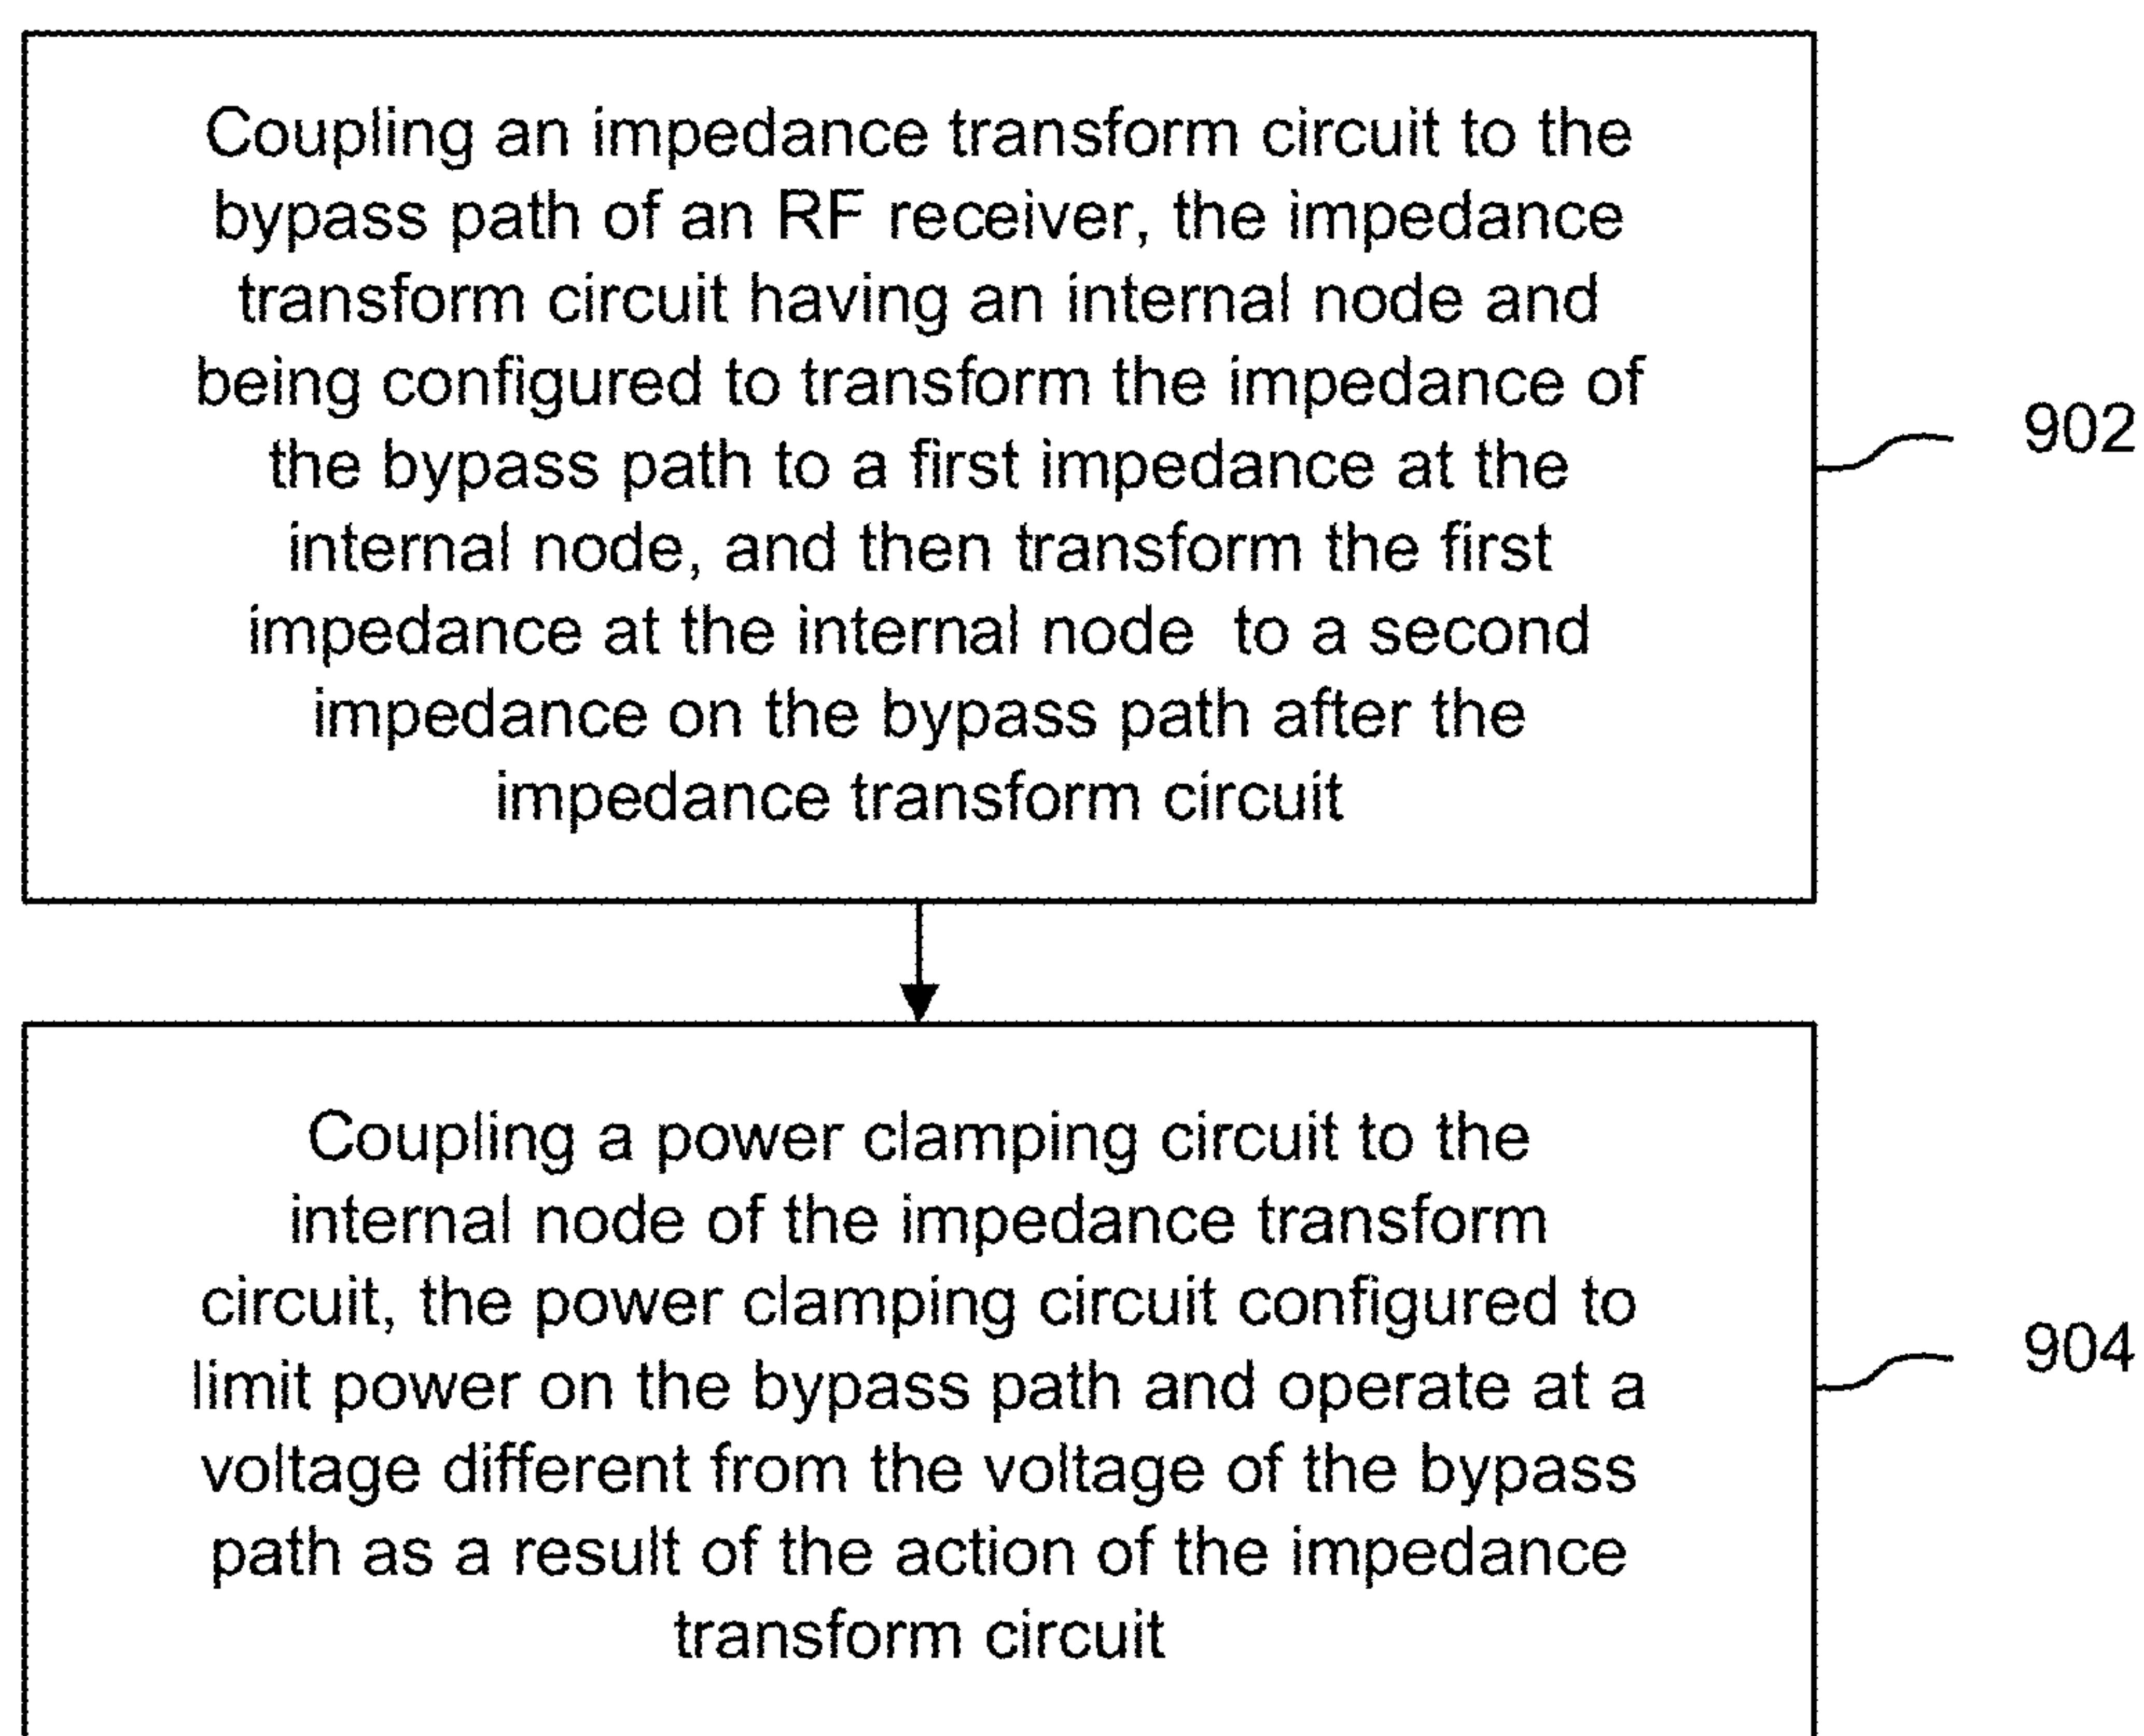 Coupling an impedance transform circuit to the
bypass path of an RF receiver, the impedance
transform circuit having an internal node and
being configured to transform the impedance of
the bypass path to a first impedance at the
internal node, and then transform the first
impedance at the internal node to a second
impedance on the bypass path after the
impedance transform circuit
902
Coupling a power clamping circuit to the
internal node of the impedance transform
circuit, the power clamping circuit configured to
limit power on the bypass path and operate at a
voltage different from the voltage of the bypass
path as a result of the action of the impedance
transform circuit
904